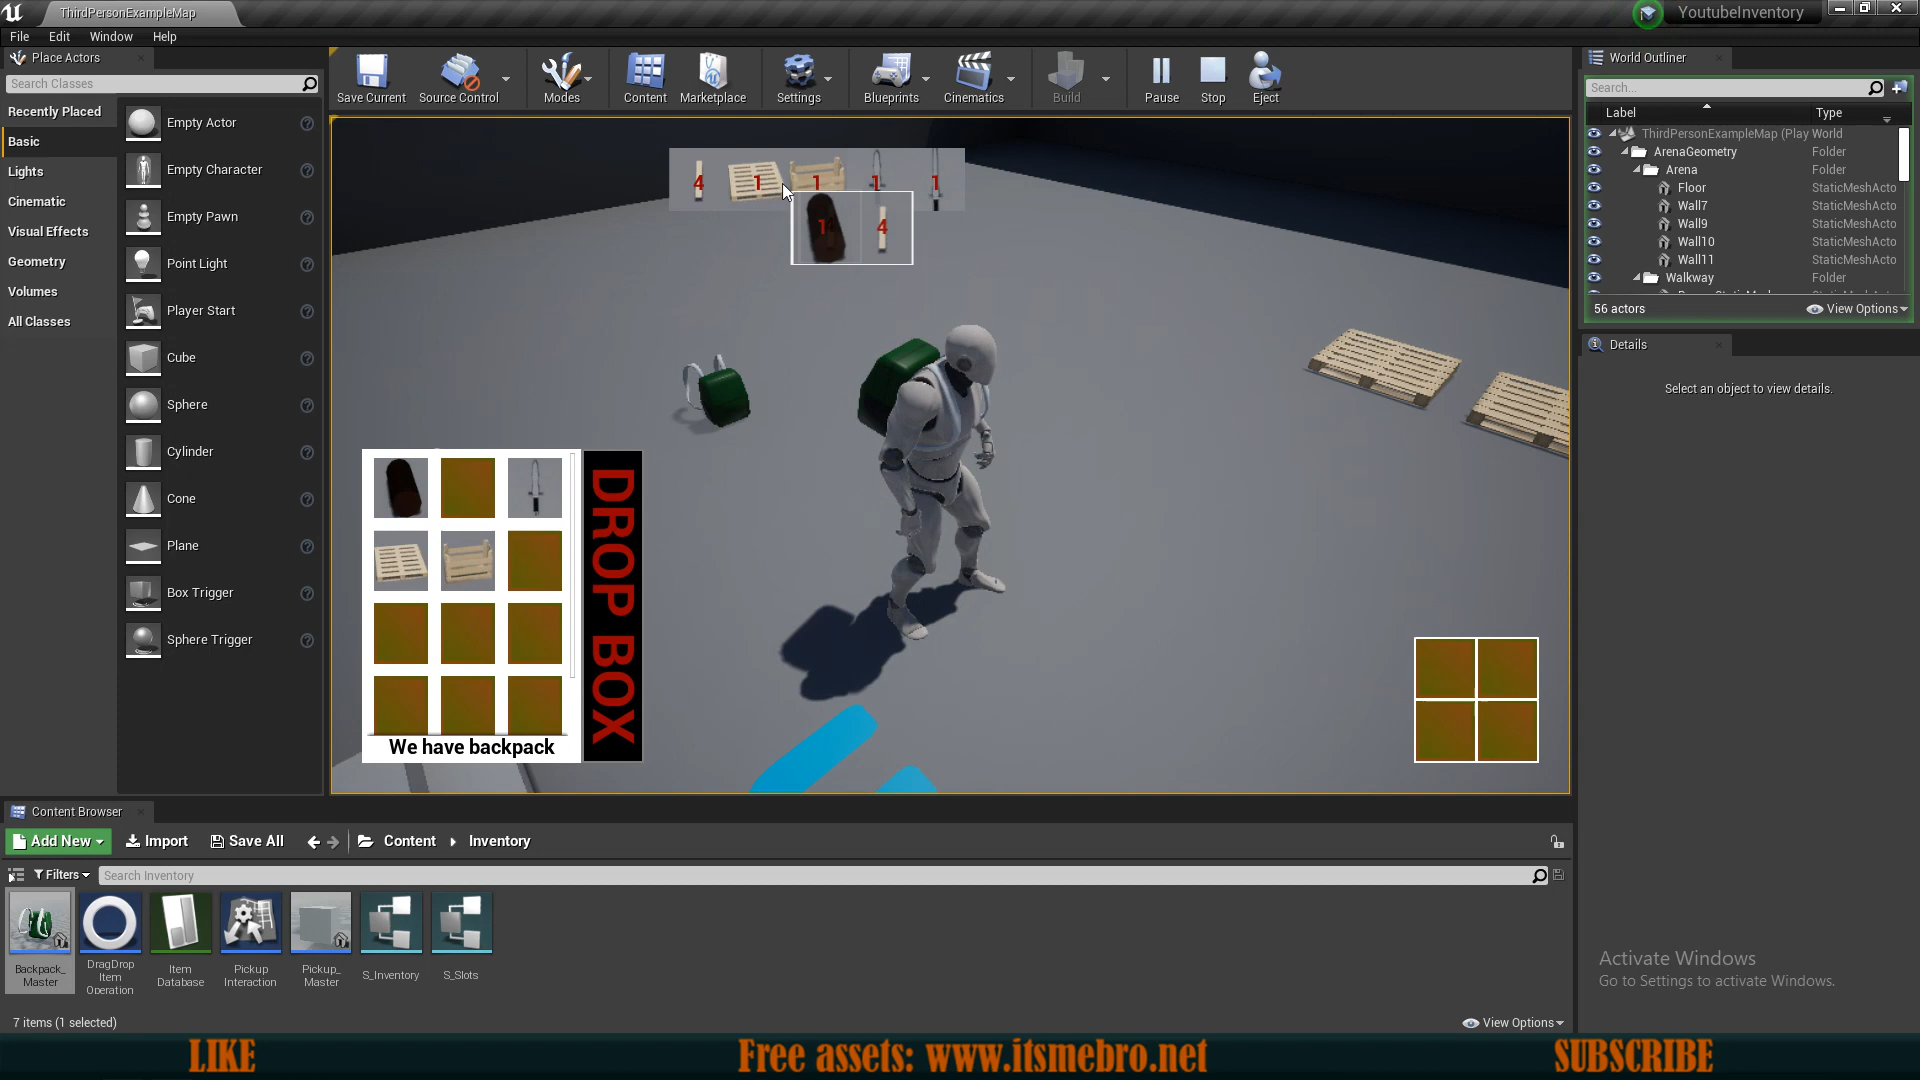 ThirdPersonExampleMap
YoutubeInventory
File Edit Window Help
Place Actors
Search Classes
Recently Placed
Basic
Lights
Cinematic
Visual Effects
Geometry
Volumes
All Classes
Empty Actor
Empty Character
Empty Pawn
Point Light
Player Start
Cube
Sphere
Cylinder
Cone
Plane
Box Trigger
Sphere Trigger
Save Current Source Control Modes Content Marketplace Settings Blueprints Cinematics Build Pause Stop Eject
4 1 1 1 1
4
DROP BOX
We have backpack
World Outliner
Search...
Label Type
ThirdPersonExampleMap (Play World
ArenaGeometry Folder
Arena Folder
Floor StaticMeshActo
Wall7 StaticMeshActo
Wall9 StaticMeshActo
Wall10 StaticMeshActo
Wall11 StaticMeshActo
Walkway Folder
56 actors View Options
Details
Select an object to view details.
Activate Windows
Go to Settings to activate Windows.
Content Browser
Add New Import Save All Content Inventory
Filters Search Inventory
Backpack_
Master
DragDrop
Item
Operation
Item
Database
Pickup
Interaction
Pickup_
Master
S_Inventory
S_Slots
7 items (1 selected) View Options
LIKE Free assets: www.itsmebro.net SUBSCRIBE